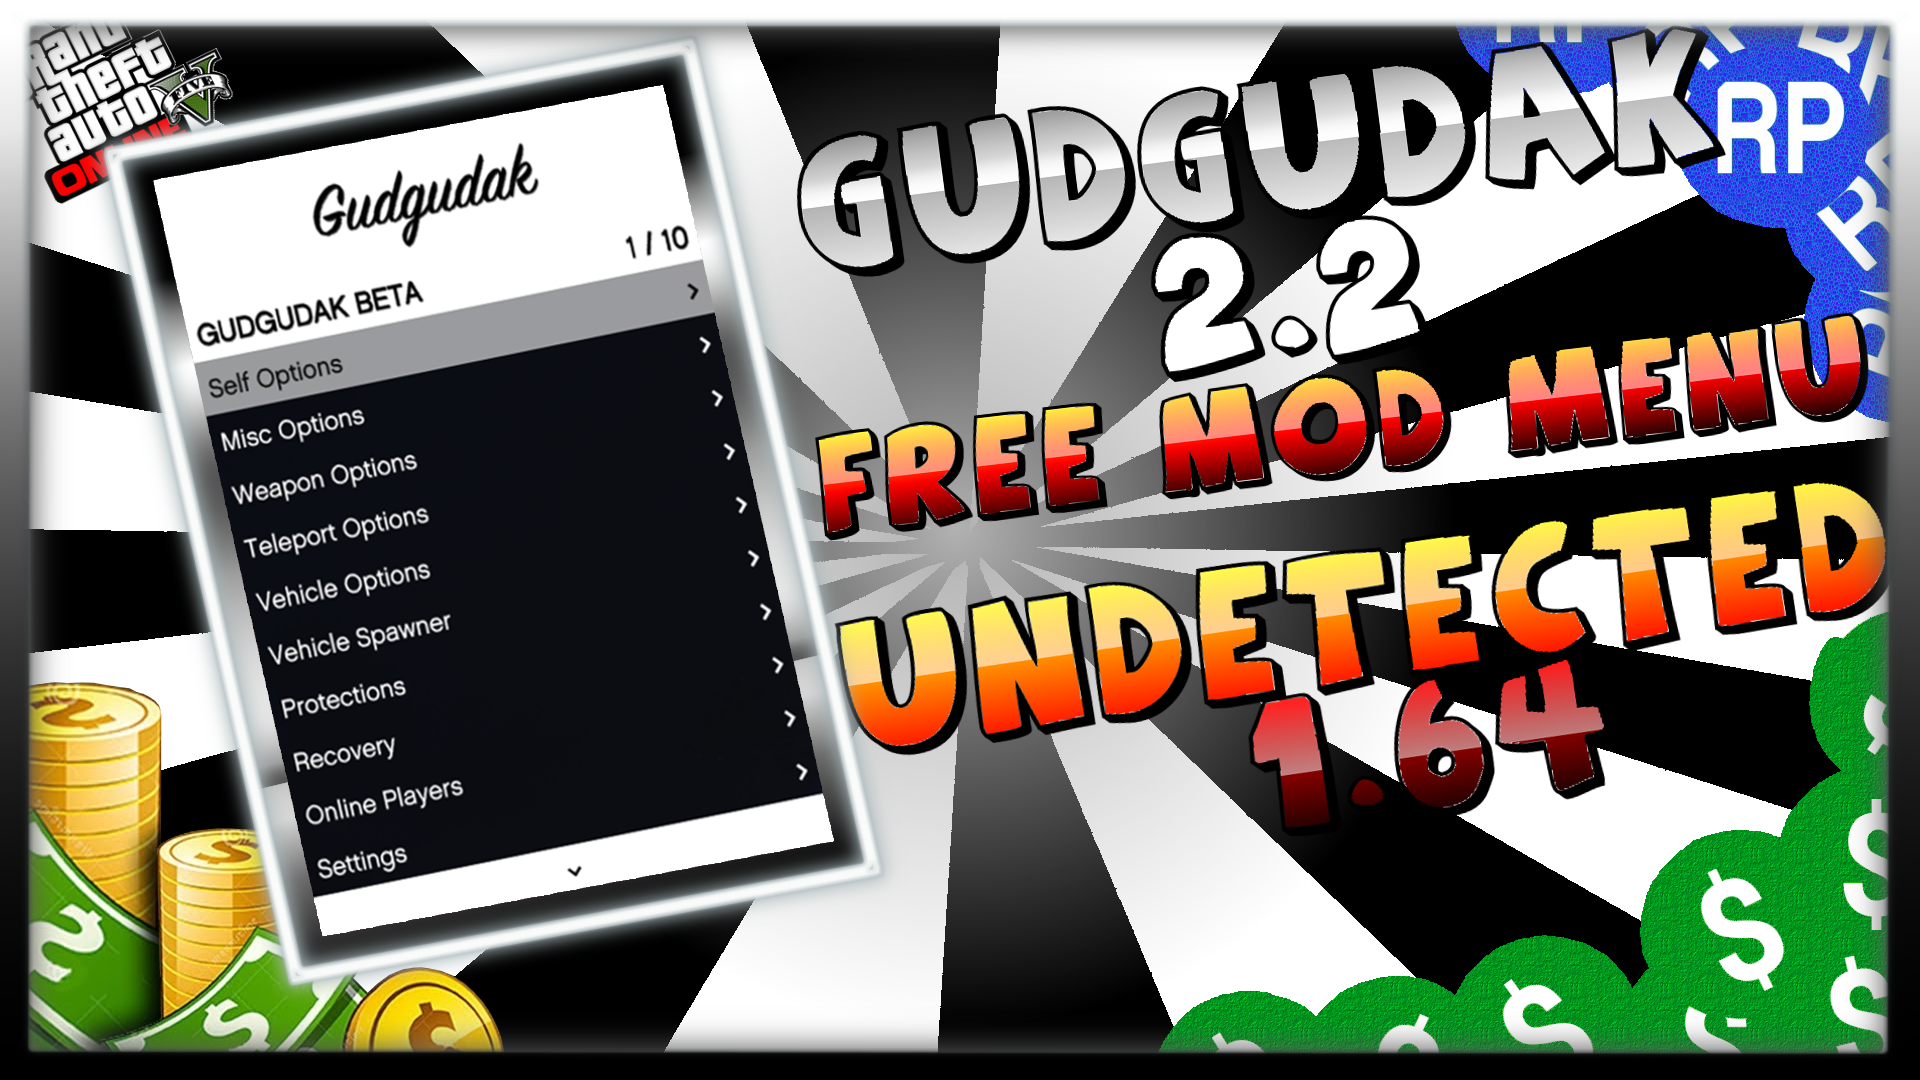 grand
theft
auto V
FIVE
ONLINE
Gudgudak
1 / 10
GUDGUDAK BETA
Self Options
Misc Options
Weapon Options
Teleport Options
Vehicle Options
Vehicle Spawner
Protections
Recovery
Online Players
Settings
GUDGUDAK
2.2
FREE MOD MENU
UNDETECTED
1.64
RP
RP
$
$
$
$
$
$
$